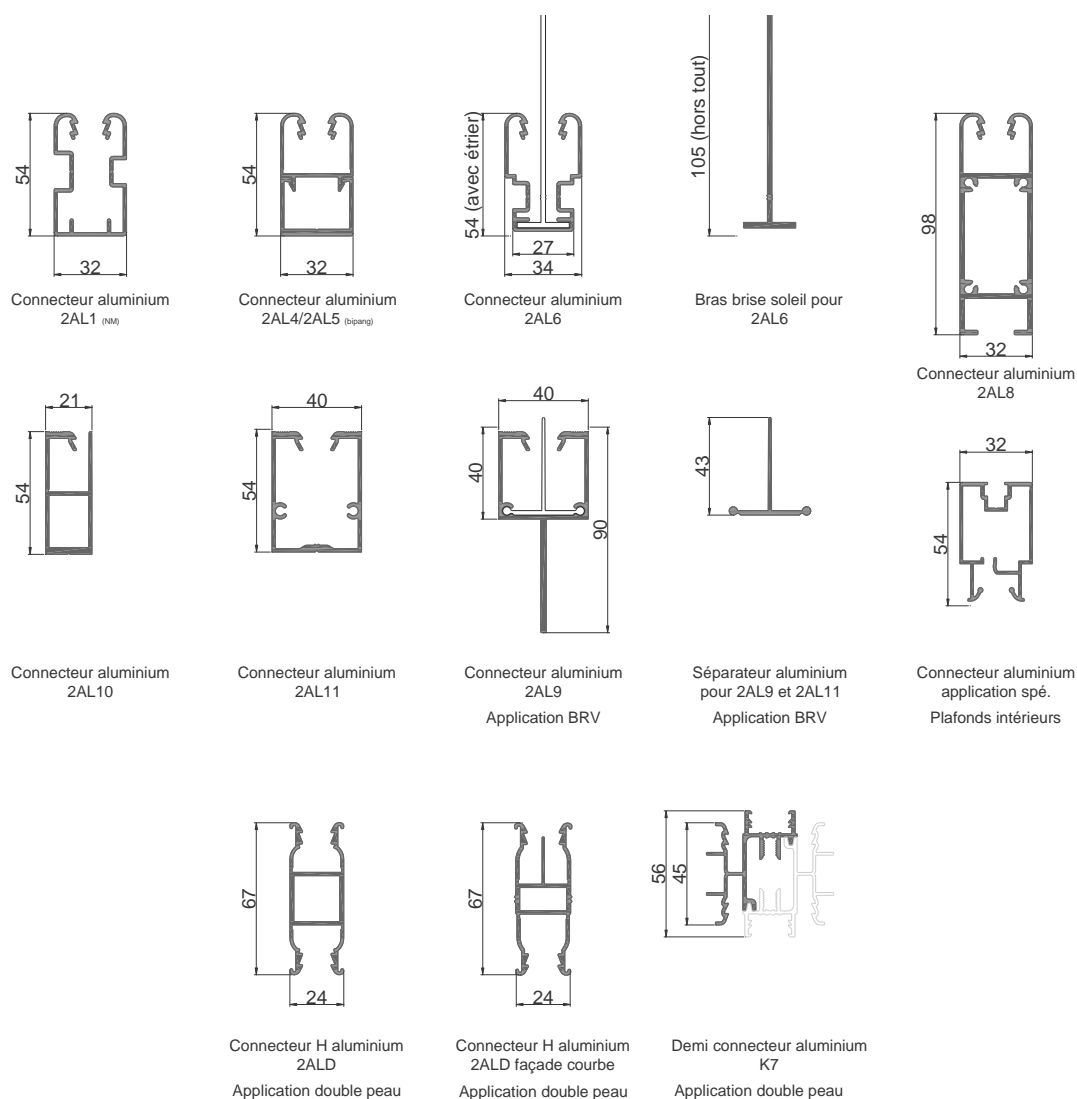 54
32
Connecteur aluminium
2AL1 (NM)
54
32
Connecteur aluminium
2AL4/2AL5 (bipang)
54 (avec étrier)
27
34
Connecteur aluminium
2AL6
105 (hors tout)
Bras brise soleil pour
2AL6
98
32
Connecteur aluminium
2AL8
21
54
Connecteur aluminium
2AL10
40
54
Connecteur aluminium
2AL11
40
40
90
Connecteur aluminium
2AL9
Application BRV
43
Séparateur aluminium
pour 2AL9 et 2AL11
Application BRV
32
54
Connecteur aluminium
application spé.
Plafonds intérieurs
67
24
Connecteur H aluminium
2ALD
Application double peau
67
24
Connecteur H aluminium
2ALD façade courbe
Application double peau
56
45
Demi connecteur aluminium
K7
Application double peau